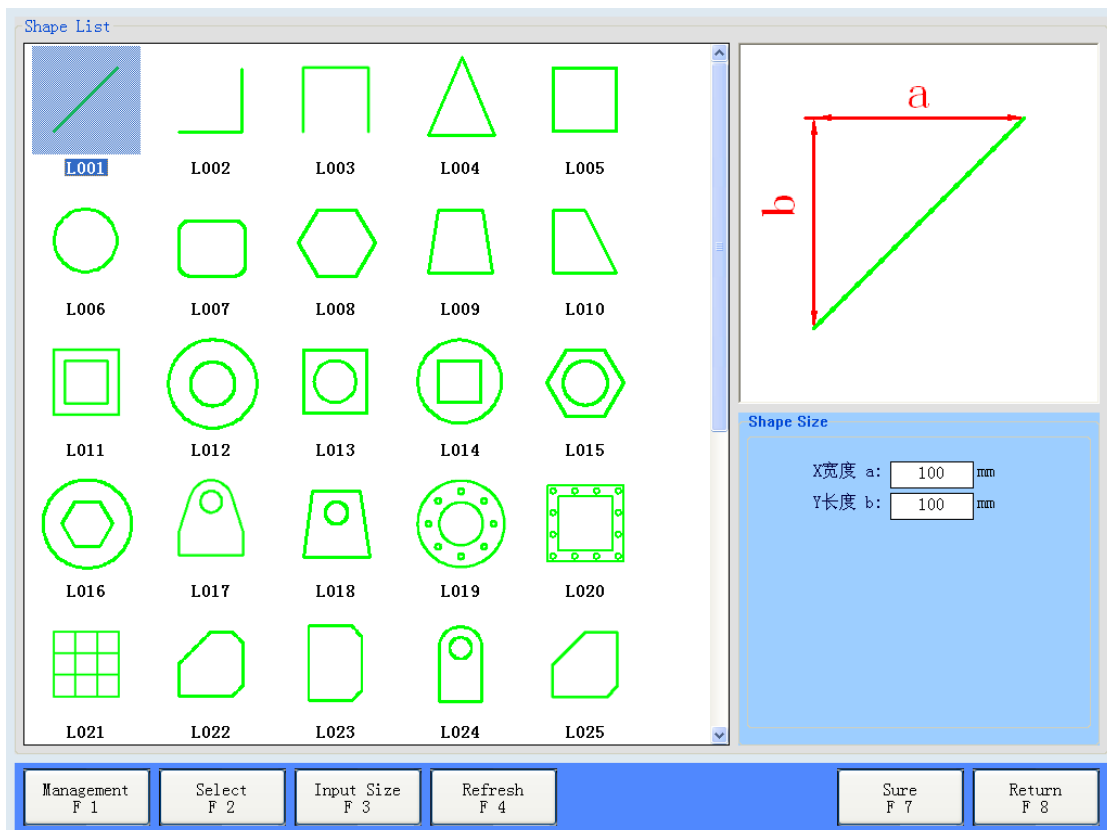 Shape List
L001 L002 L003 L004 L005
L006 L007 L008 L009 L010
L011 L012 L013 L014 L015
L016 L017 L018 L019 L020
L021 L022 L023 L024 L025
a
b
Shape Size
X宽度 a: 100 mm
Y长度 b: 100 mm
Management
F 1
Select
F 2
Input Size
F 3
Refresh
F 4
Sure
F 7
Return
F 8